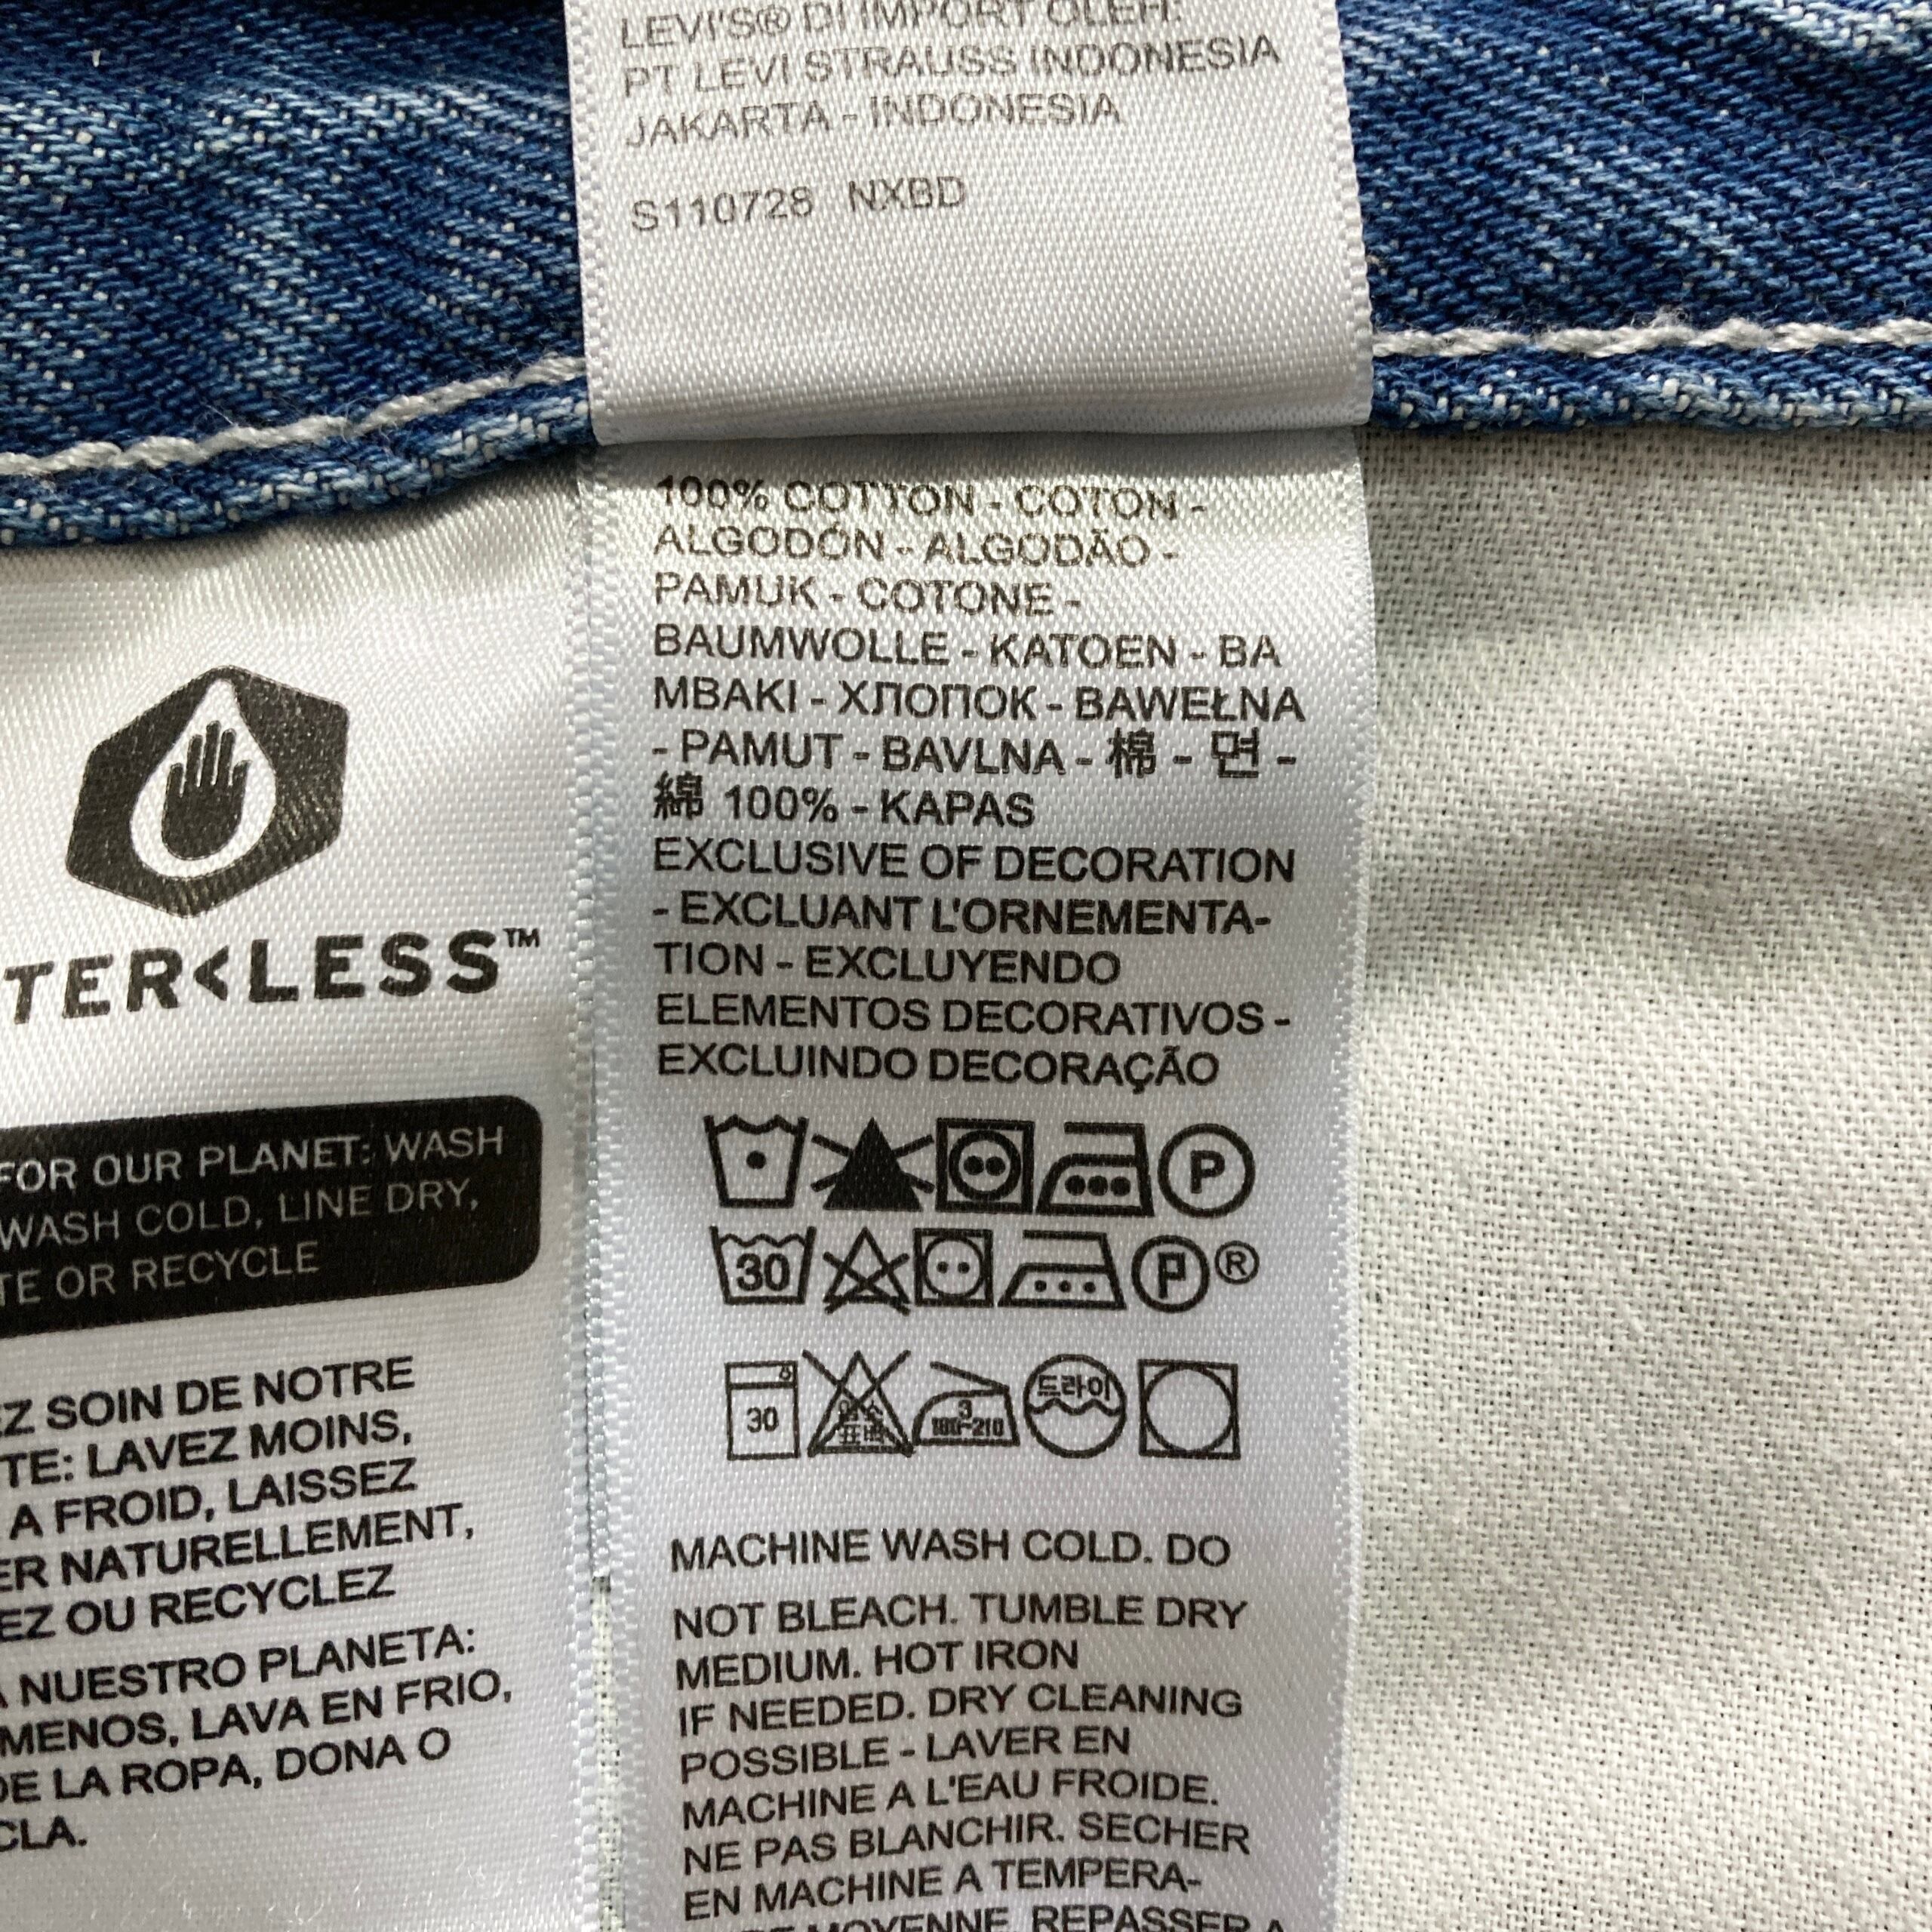 LEVI'S® DI IMPORT OLEH:
PT LEVI STRAUSS INDONESIA
JAKARTA - INDONESIA
S110728 NXBD
100% COTTON - COTON -
ALGODÓN - ALGODÃO -
PAMUK - COTONE -
BAUMWOLLE - KATOEN - BA
MBAKI - ХЛОПОК - BAWEŁNA
- PAMUT - BAVLNA - 棉 - 면 -
綿 100% - KAPAS
EXCLUSIVE OF DECORATION
- EXCLUANT L'ORNEMENTA-
TION - EXCLUYENDO
ELEMENTOS DECORATIVOS -
EXCLUINDO DECORAÇÃO
P
30 P ®
30 3 180~210 드라이
MACHINE WASH COLD. DO
NOT BLEACH. TUMBLE DRY
MEDIUM. HOT IRON
IF NEEDED. DRY CLEANING
POSSIBLE - LAVER EN
MACHINE A L'EAU FROIDE.
NE PAS BLANCHIR. SECHER
EN MACHINE A TEMPERA-
MOYENNE. REPASSER A
TER<LESS™
FOR OUR PLANET: WASH
WASH COLD, LINE DRY,
TE OR RECYCLE
EZ SOIN DE NOTRE
TE: LAVEZ MOINS,
A FROID, LAISSEZ
ER NATURELLEMENT,
EZ OU RECYCLEZ
A NUESTRO PLANETA:
MENOS, LAVA EN FRIO,
DE LA ROPA, DONA O
CLA.